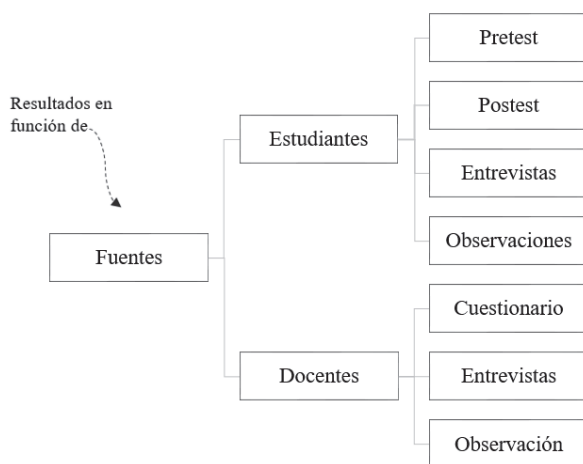 Resultados en
función de
Fuentes
Estudiantes
Pretest
Postest
Entrevistas
Observaciones
Docentes
Cuestionario
Entrevistas
Observación